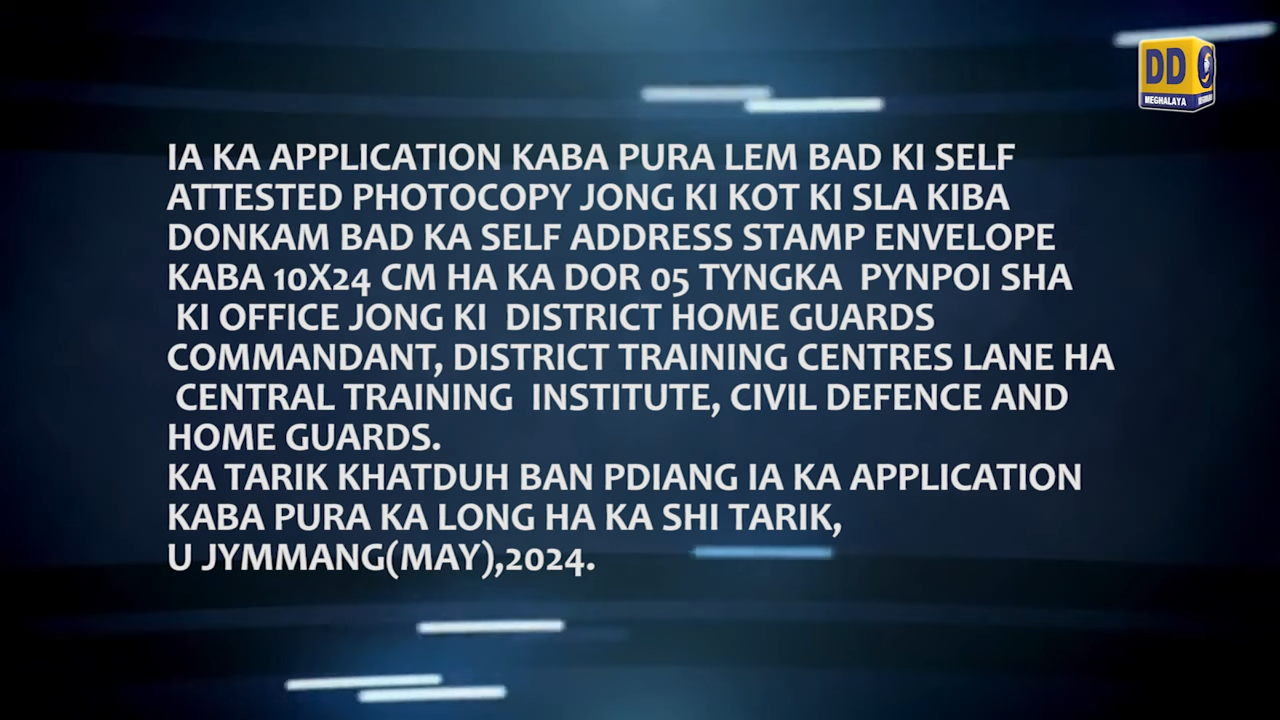 DD
MEGHALAYA
IA KA APPLICATION KABA PURA LEM BAD KI SELF
ATTESTED PHOTOCOPY JONG KI KOT KI SLA KIBA
DONKAM BAD KA SELF ADDRESS STAMP ENVELOPE
KABA 10X24 CM HA KA DOR 05 TYNGKA PYNPOI SHA
KI OFFICE JONG KI DISTRICT HOME GUARDS
COMMANDANT, DISTRICT TRAINING CENTRES LANE HA
CENTRAL TRAINING INSTITUTE, CIVIL DEFENCE AND
HOME GUARDS.
KA TARIK KHATDUH BAN PDIANG IA KA APPLICATION
KABA PURA KA LONG HA KA SHI TARIK,
U JYMMANG(MAY),2024.